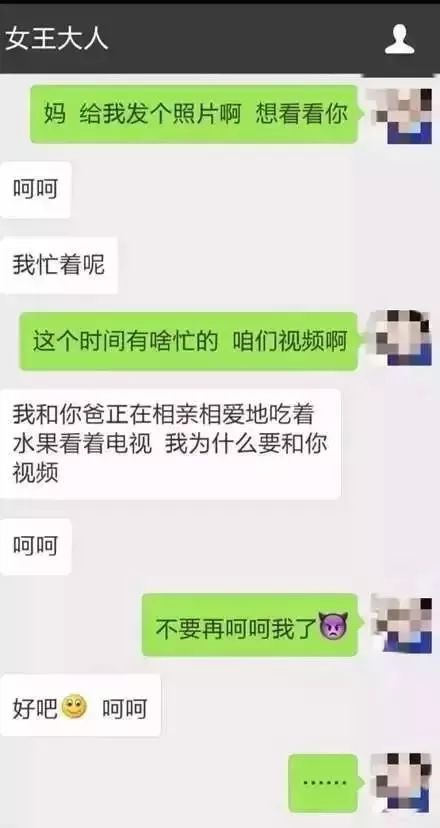 女王大人
妈 给我发个照片啊 想看看你
呵呵
我忙着呢
这个时间有啥忙的 咱们视频啊
我和你爸正在相亲相爱地吃着
水果看着电视 我为什么要和你
视频
呵呵
不要再呵呵我了👿
好吧🙂 呵呵
······